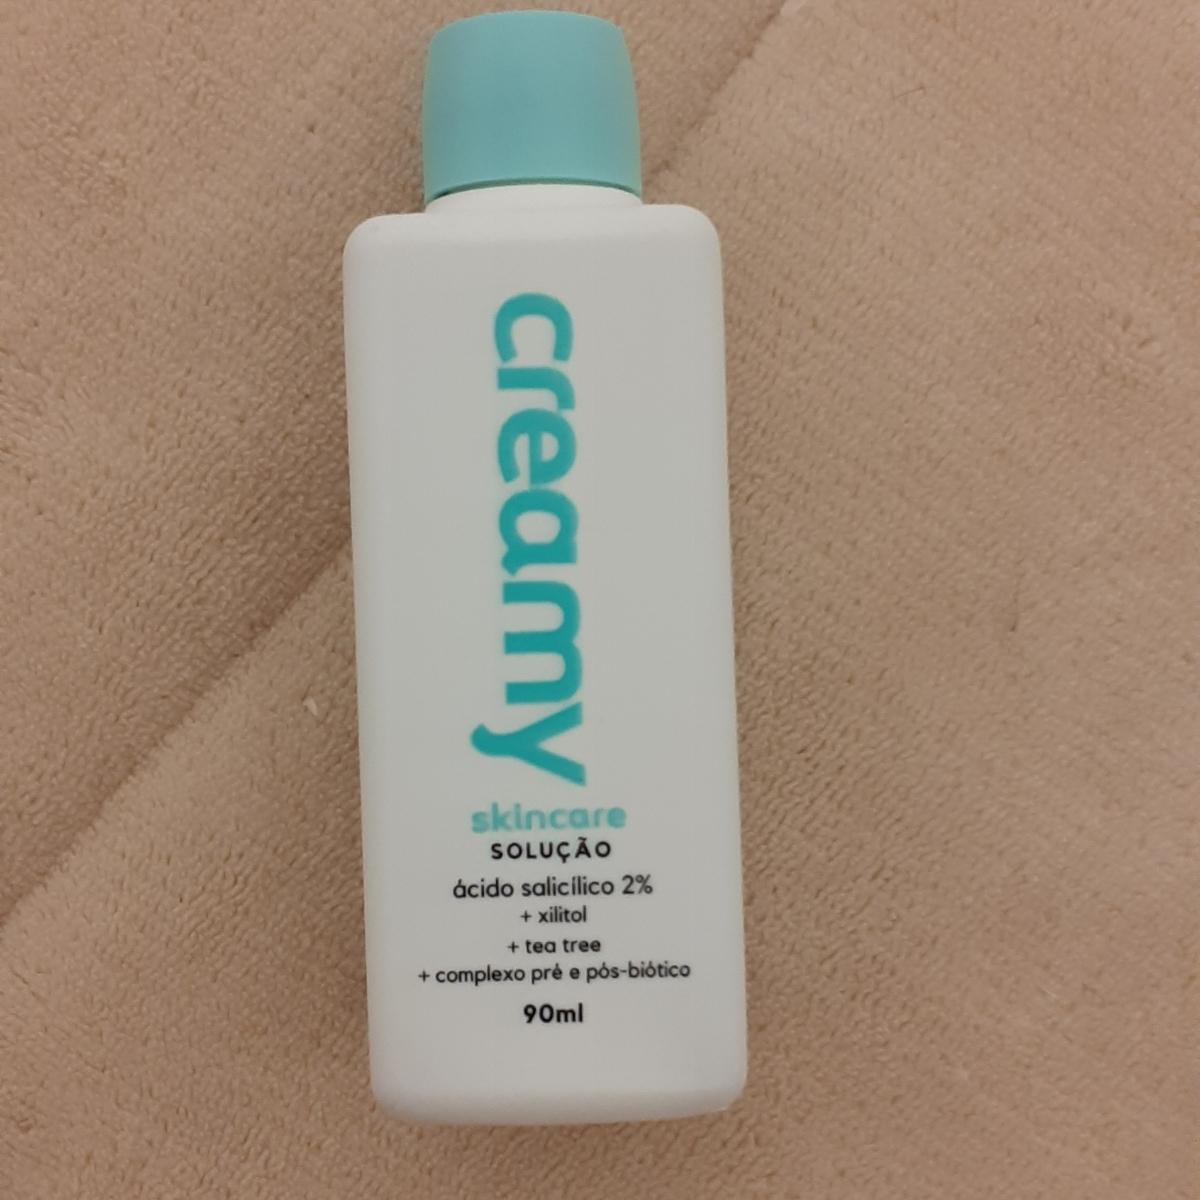 creamy
skincare
SOLUÇÃO
ácido salicílico 2%
+ xilitol
+ tea tree
+ complexo pré e pós-biótico
90ml